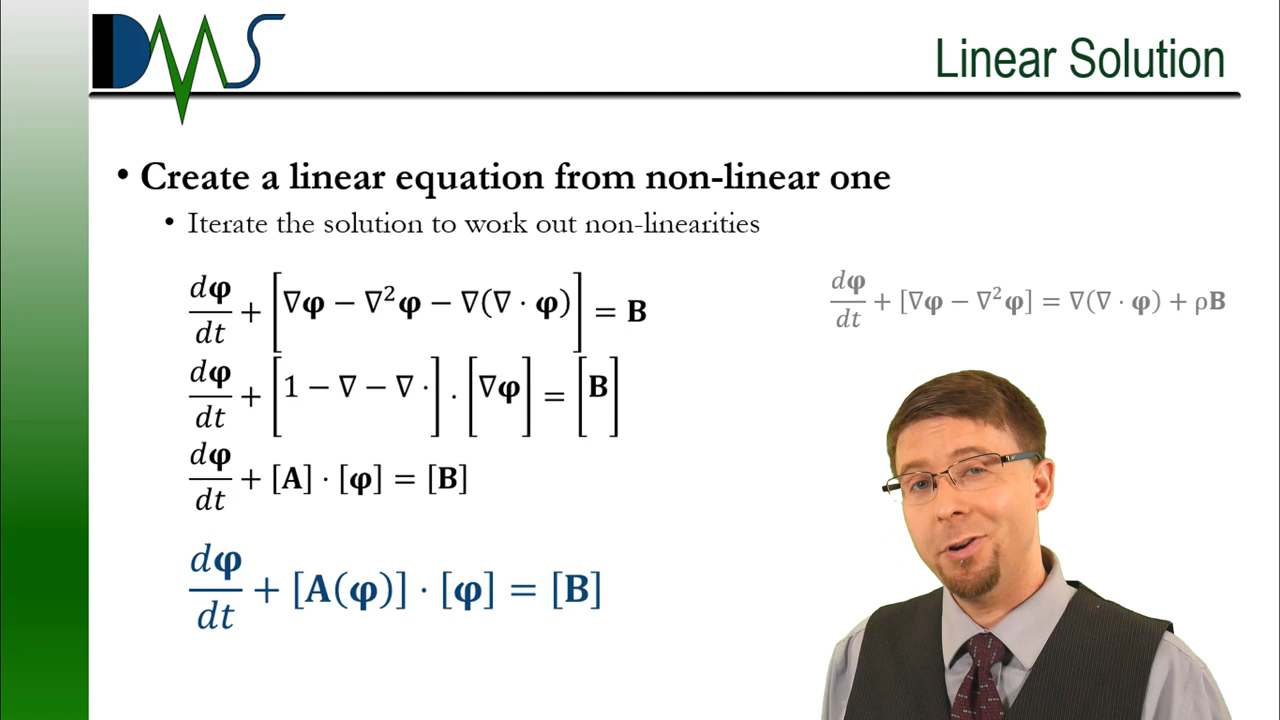 DMS
Linear Solution
• Create a linear equation from non-linear one
• Iterate the solution to work out non-linearities
d𝛗/dt + [∇𝛗 − ∇²𝛗 − ∇(∇ · 𝛗)] = 𝐁
d𝛗/dt + [∇𝛗 − ∇²𝛗] = ∇(∇ · 𝛗) + ρ𝐁
d𝛗/dt + [1 − ∇ − ∇ ·] · [∇𝛗] = [𝐁]
d𝛗/dt + [𝐀] · [𝛗] = [𝐁]
d𝛗/dt + [𝐀(𝛗)] · [𝛗] = [𝐁]